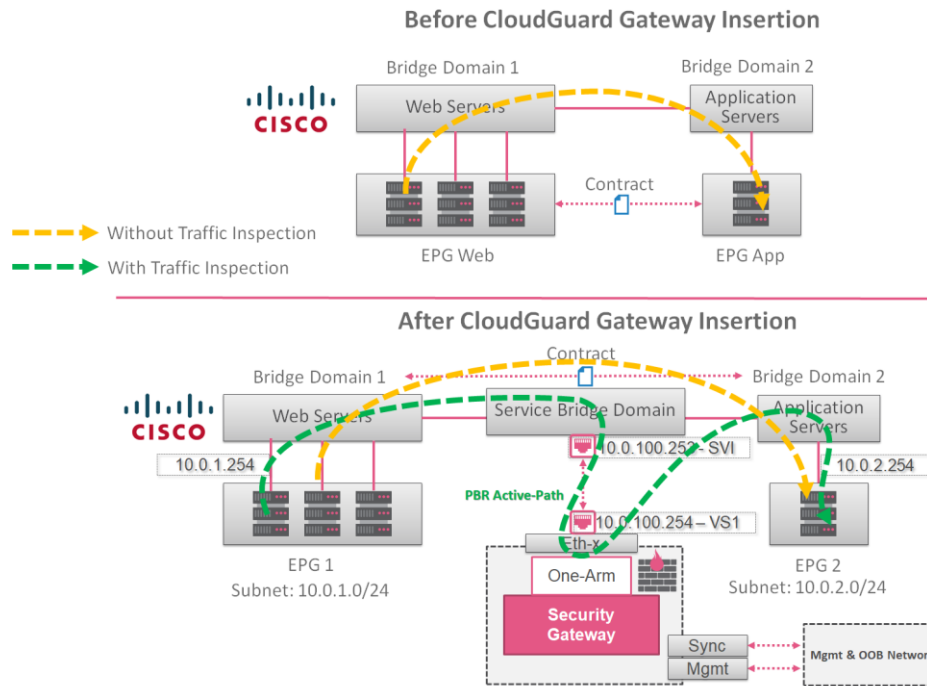 Before CloudGuard Gateway Insertion
Bridge Domain 1
Bridge Domain 2
CISCO
Web Servers
Application
Servers
Contract
EPG Web
EPG App
Without Traffic Inspection
With Traffic Inspection
After CloudGuard Gateway Insertion
Contract
Bridge Domain 1
Bridge Domain 2
CISCO
Web Servers
Service Bridge Domain
Application
Servers
10.0.1.254
10.0.100.253 - SVI
10.0.2.254
PBR Active-Path
10.0.100.254 – VS1
Eth-x
EPG 1
Subnet: 10.0.1.0/24
EPG 2
Subnet: 10.0.2.0/24
One-Arm
Security
Gateway
Sync
Mgmt
Mgmt & OOB Network